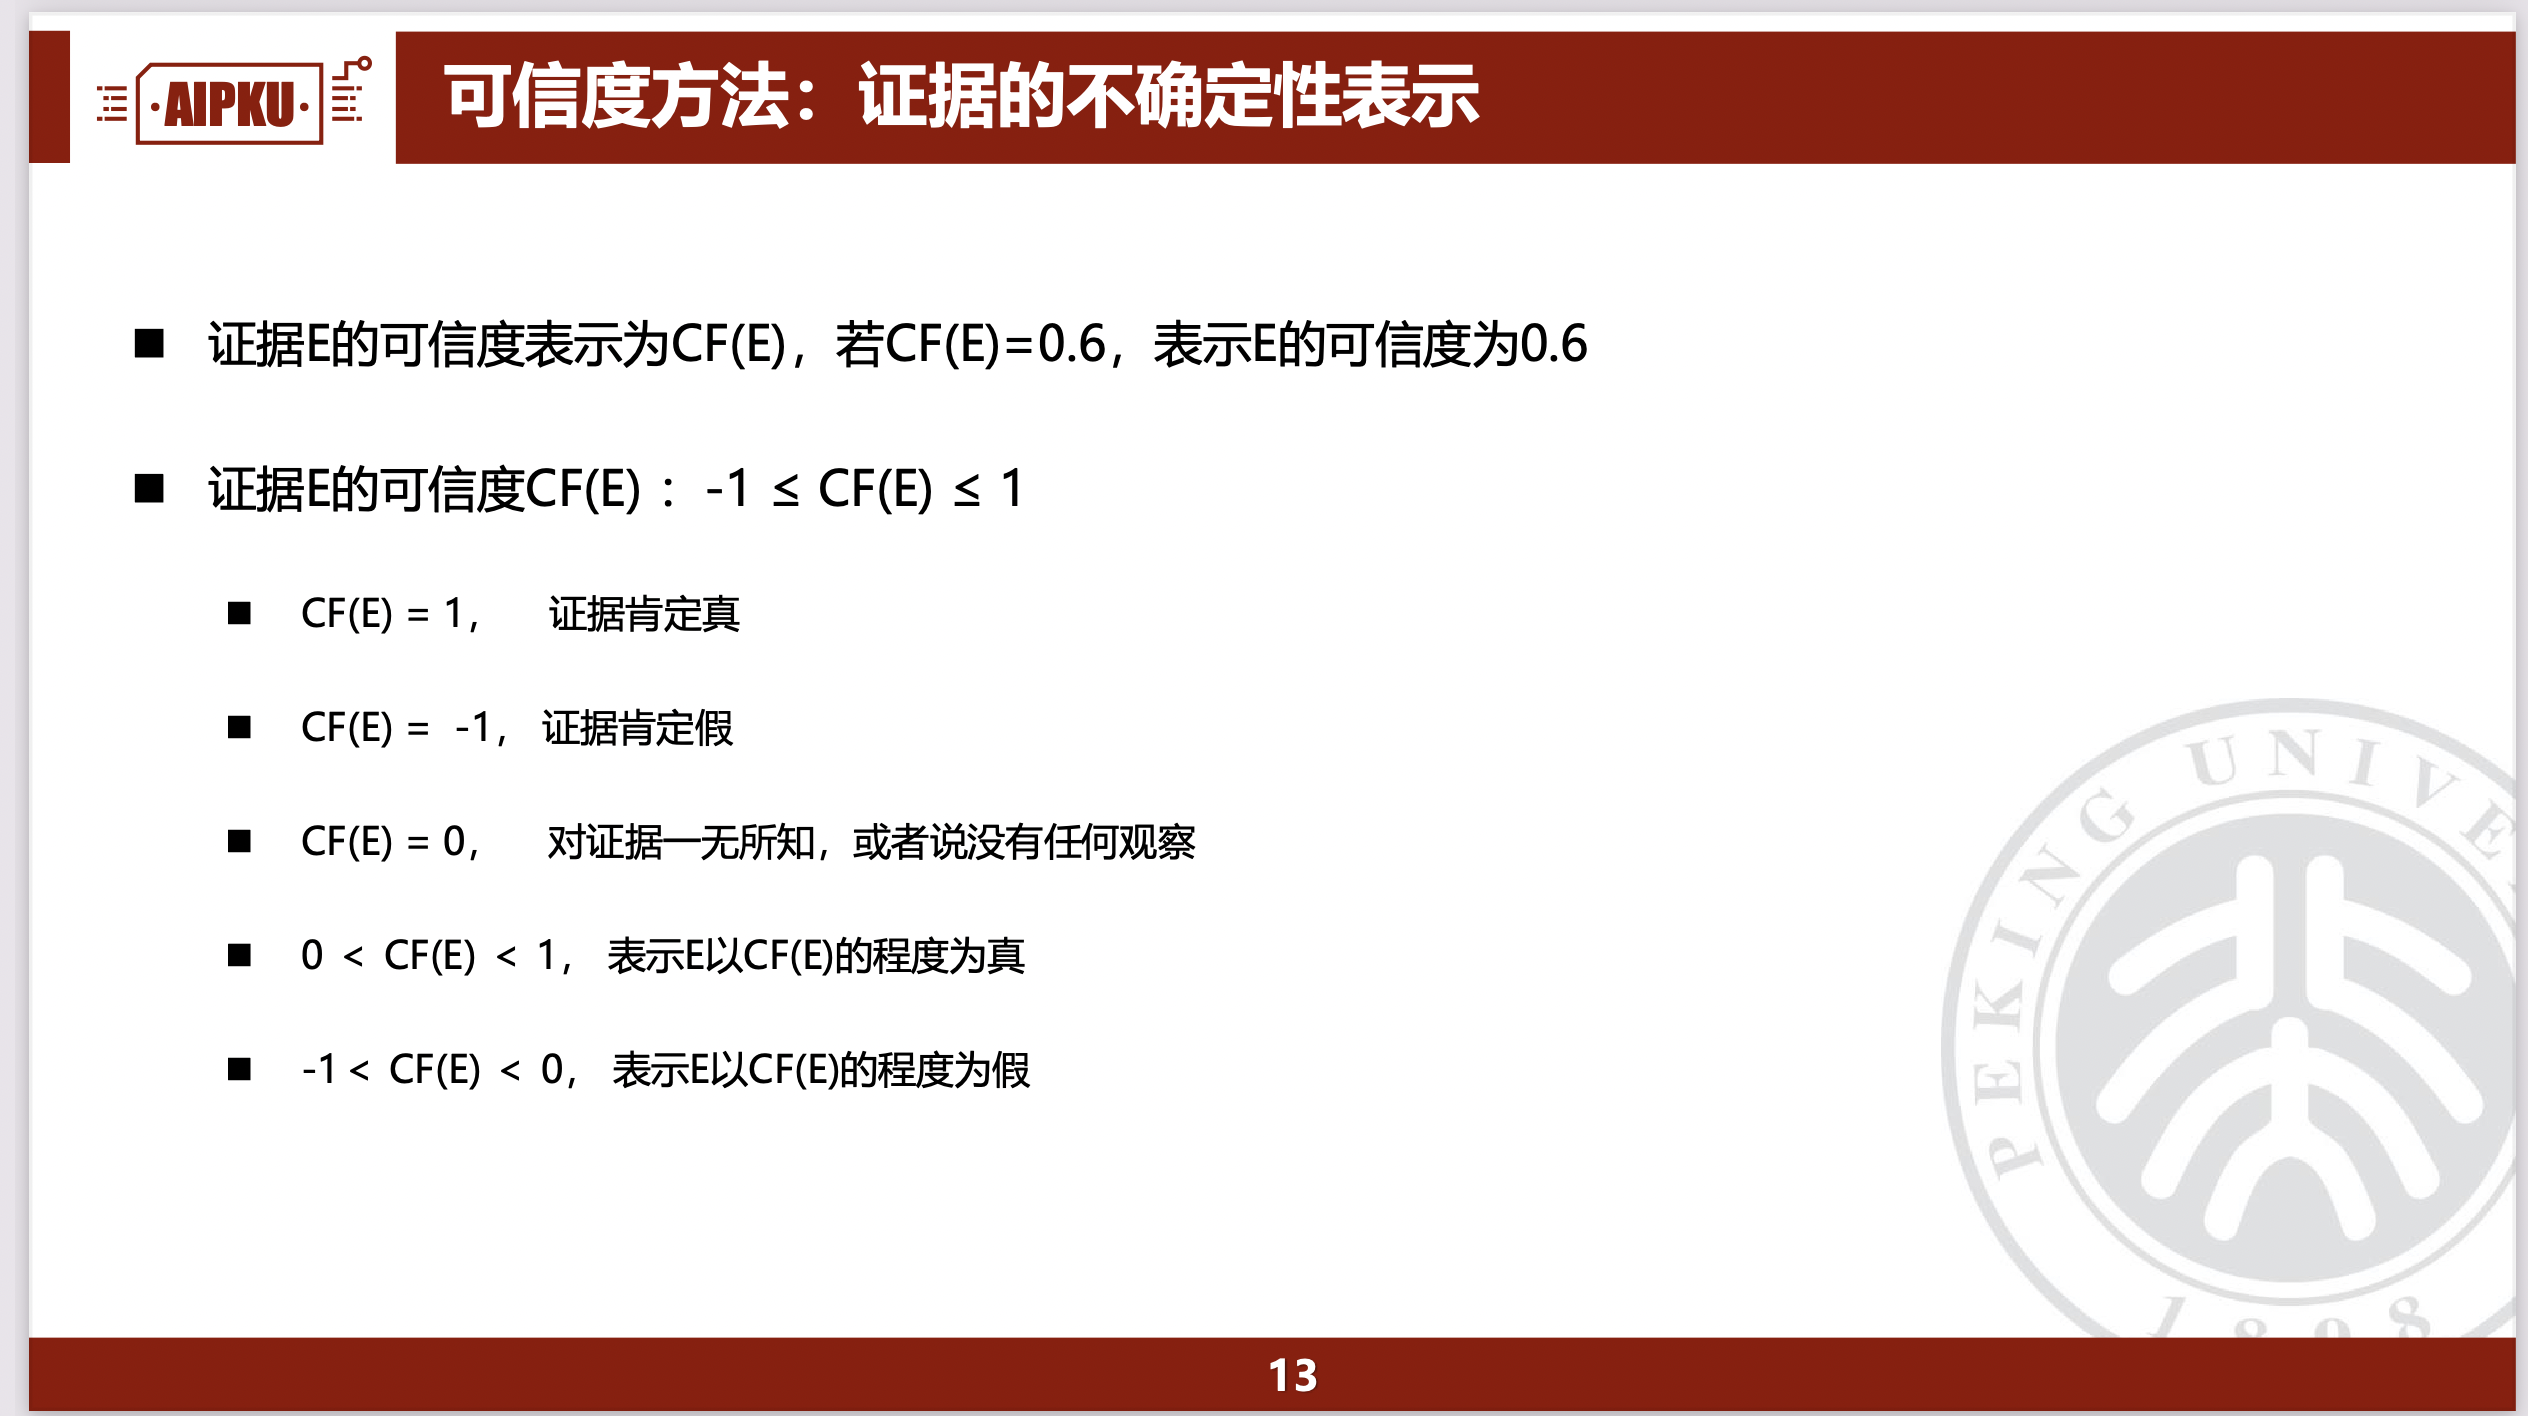 ·AIPKU·
可信度方法：证据的不确定性表示
■ 证据E的可信度表示为CF(E)，若CF(E)=0.6，表示E的可信度为0.6
■ 证据E的可信度CF(E)： -1 ≤ CF(E) ≤ 1
■ CF(E) = 1， 证据肯定真
■ CF(E) = -1， 证据肯定假
■ CF(E) = 0， 对证据一无所知，或者说没有任何观察
■ 0 < CF(E) < 1， 表示E以CF(E)的程度为真
■ -1 < CF(E) < 0， 表示E以CF(E)的程度为假
PEKING UNIVE
1898
13